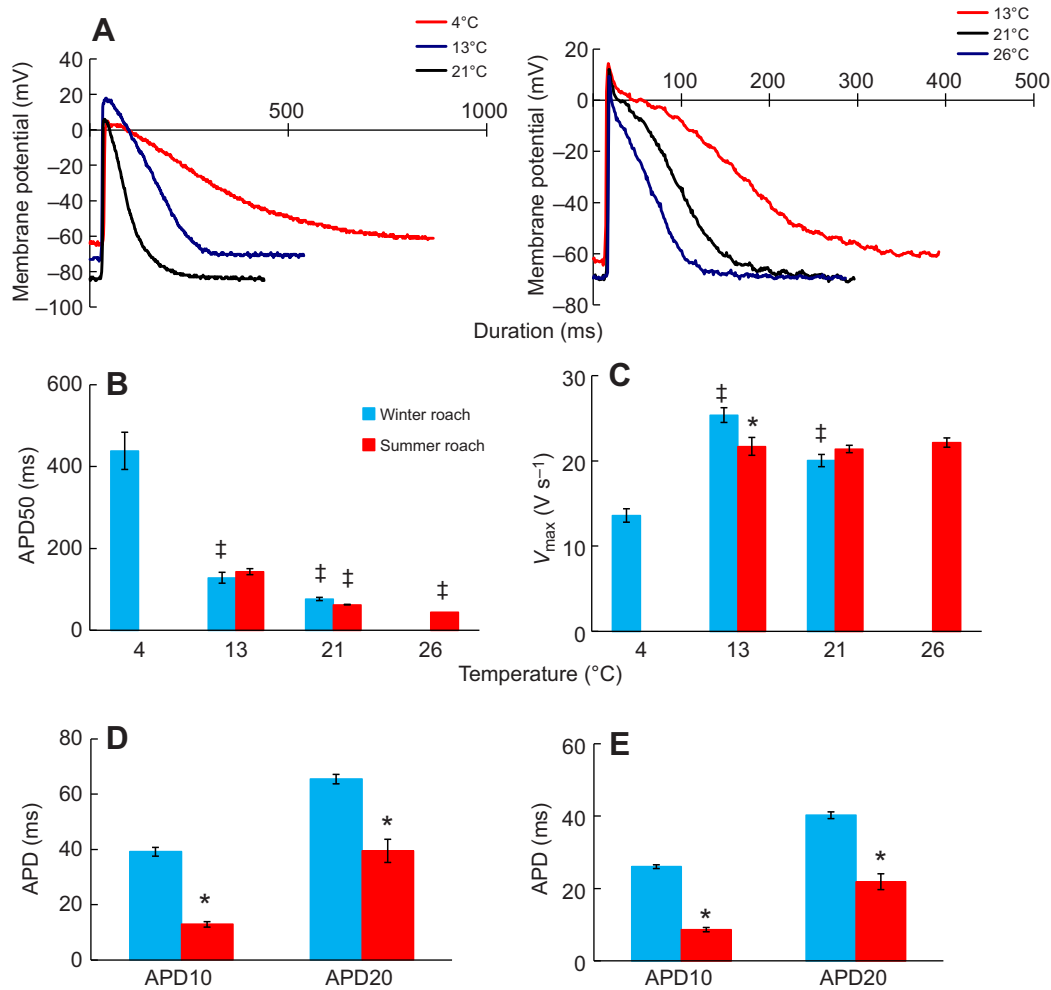 A
4°C
13°C
21°C
Membrane potential (mV)
40
20
0
–20
–40
–60
–80
–100
500
1000
13°C
21°C
26°C
Membrane potential (mV)
20
0
–20
–40
–60
–80
100
200
300
400
500
Duration (ms)
B
APD50 (ms)
600
400
200
0
Winter roach
Summer roach
‡
‡
‡
‡
4
13
21
26
C
Vmax (V s–1)
30
20
10
0
‡
*
‡
4
13
21
26
Temperature (°C)
D
APD (ms)
80
60
40
20
0
*
*
APD10
APD20
E
APD (ms)
60
40
20
0
*
*
APD10
APD20